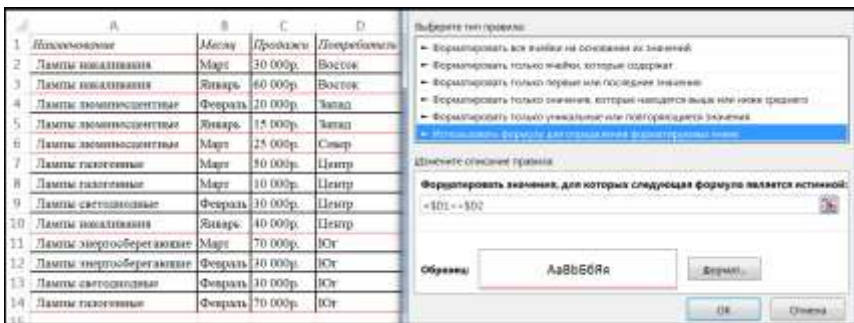 A B C D
1 Наименование Месяц Продажи Потребитель
2 Лампы накаливания Март 30 000р. Восток
3 Лампы накаливания Январь 60 000р. Восток
4 Лампы люминесцентные Февраль 20 000р. Запад
5 Лампы люминесцентные Январь 15 000р. Запад
6 Лампы люминесцентные Март 25 000р. Север
7 Лампы галогенные Март 50 000р. Центр
8 Лампы галогенные Март 10 000р. Центр
9 Лампы светодиодные Февраль 30 000р. Центр
10 Лампы накаливания Январь 40 000р. Центр
11 Лампы энергосберегающие Март 70 000р. Юг
12 Лампы энергосберегающие Февраль 30 000р. Юг
13 Лампы светодиодные Февраль 30 000р. Юг
14 Лампы галогенные Февраль 70 000р. Юг
15
Выберите тип правила:
► Форматировать все ячейки на основании их значений
► Форматировать только ячейки, которые содержат
► Форматировать только первые или последние значения
► Форматировать только значения, которые находятся выше или ниже среднего
► Форматировать только уникальные или повторяющиеся значения
► Использовать формулу для определения форматируемых ячеек
Измените описание правила:
Форматировать значения, для которых следующая формула является истинной:
=$D1<>$D2
Образец: АаВbБбЯя Формат...
ОК Отмена